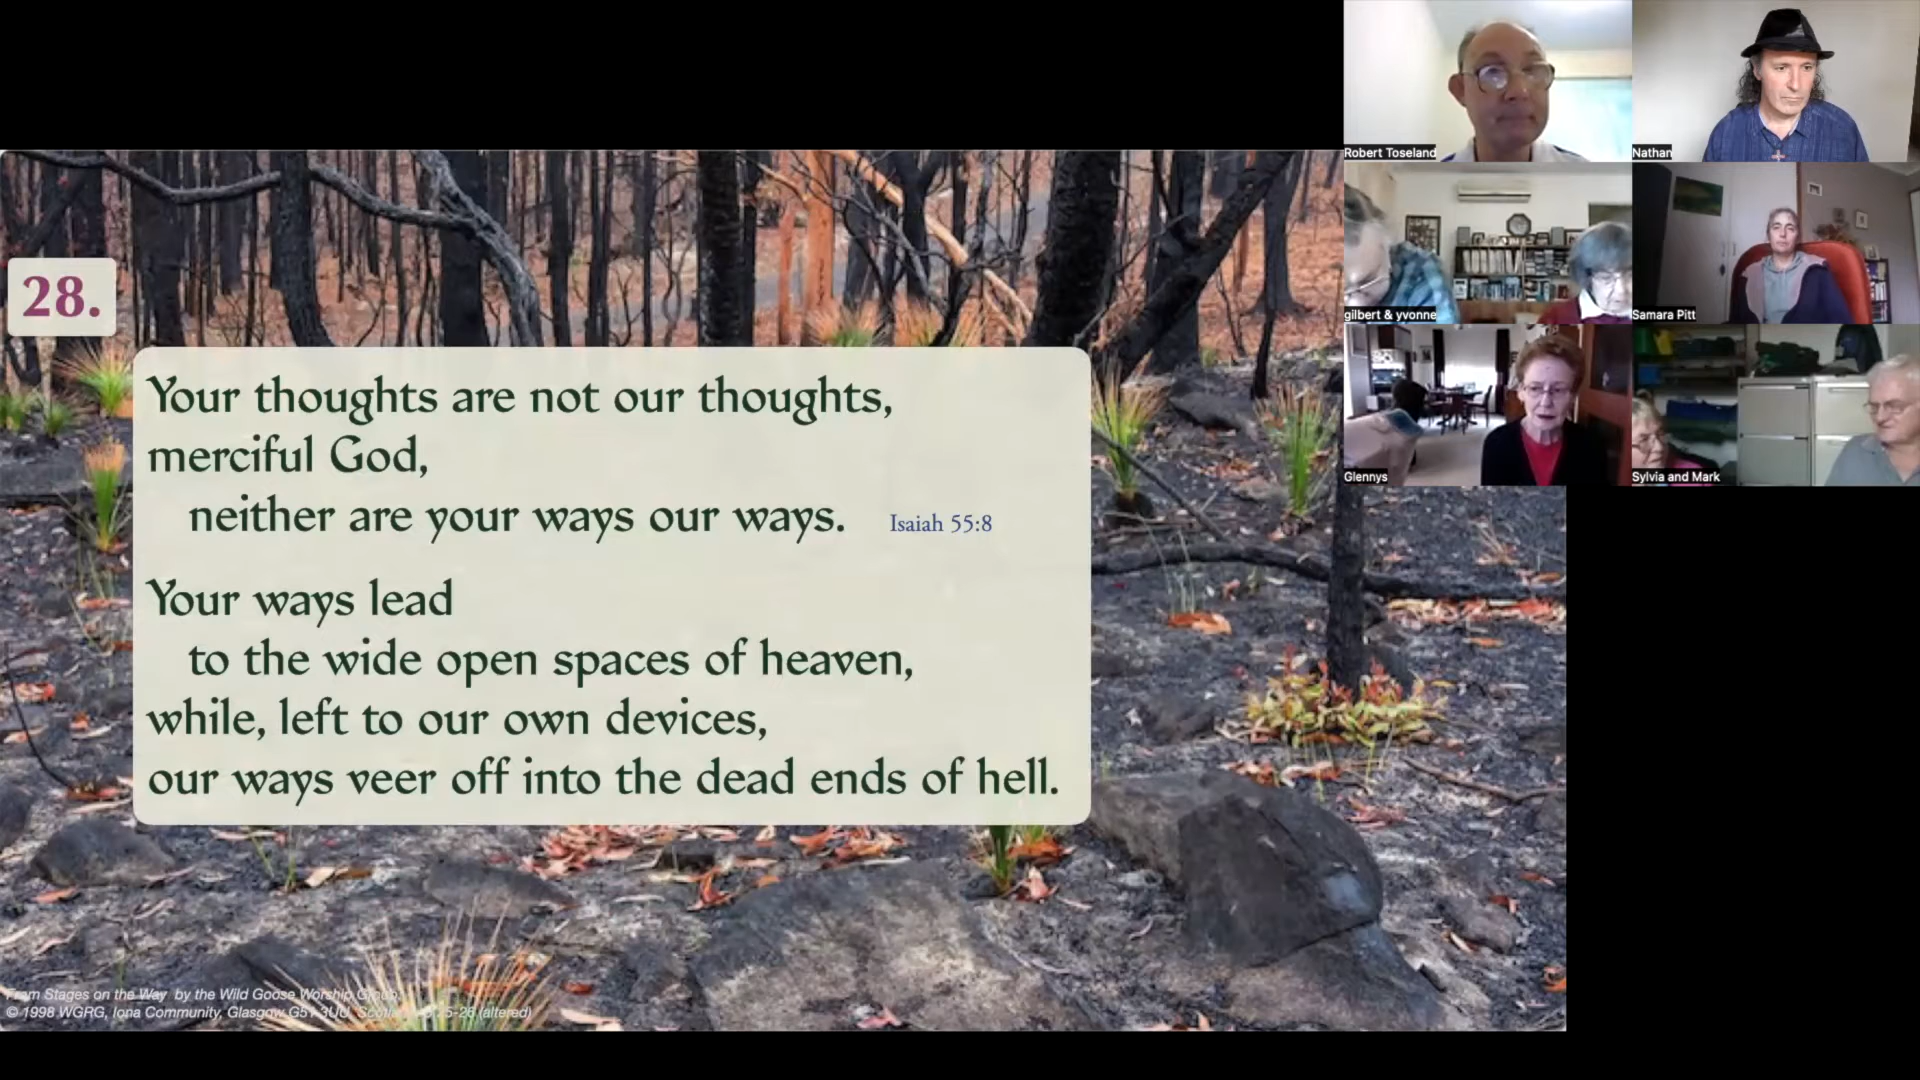 28.
Your thoughts are not our thoughts,
merciful God,
neither are your ways our ways. Isaiah 55:8
Your ways lead
to the wide open spaces of heaven,
while, left to our own devices,
our ways veer off into the dead ends of hell.
From Stages on the Way by the Wild Goose Worship Group,
© 1998 WGRG, Iona Community, Glasgow G51 3UU, (altered)
Robert Toseland
Nathan
gilbert & yvonne
Samara Pitt
Glennys
Sylvia and Mark